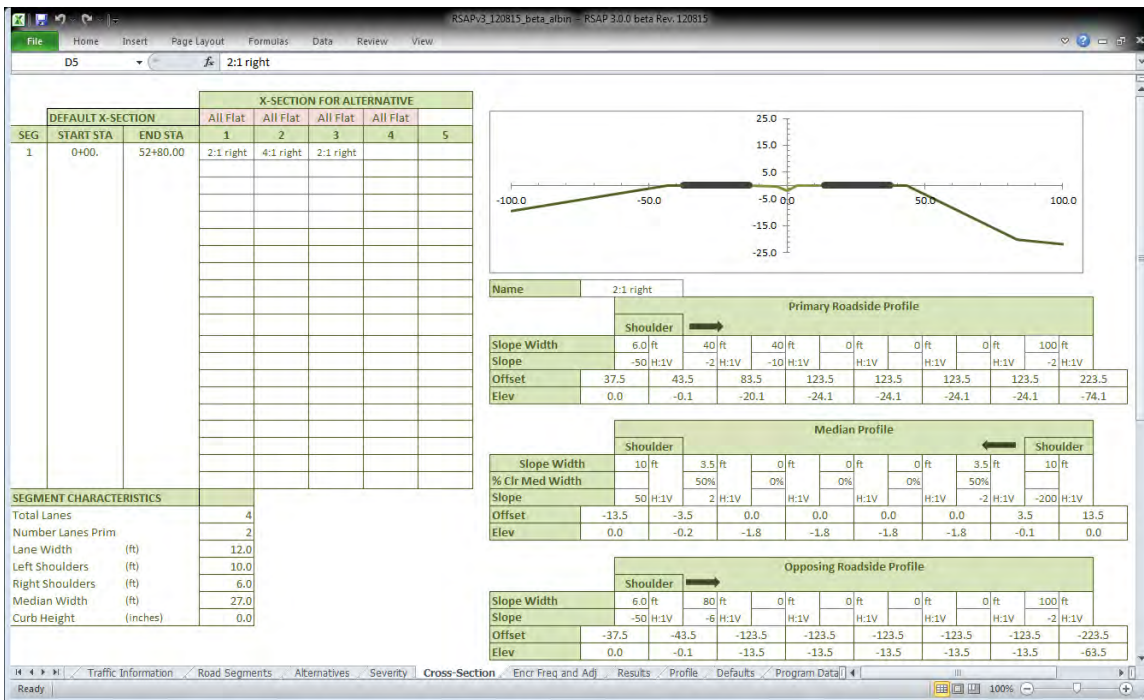 RSAPv3_120815_beta_albin - RSAP 3.0.0 beta Rev. 120815
File Home Insert Page Layout Formulas Data Review View
D5 fx 2:1 right
X-SECTION FOR ALTERNATIVE
DEFAULT X-SECTION All Flat All Flat All Flat All Flat
SEG START STA END STA 1 2 3 4 5
1 0+00. 52+80.00 2:1 right 4:1 right 2:1 right
25.0
15.0
5.0
-100.0 -50.0 -5.0 0.0 50.0 100.0
-15.0
-25.0
Name 2:1 right
Primary Roadside Profile
Shoulder
Slope Width 6.0 ft 40 ft 40 ft 0 ft 0 ft 0 ft 100 ft
Slope -50 H:1V -2 H:1V -10 H:1V H:1V H:1V H:1V -2 H:1V
Offset 37.5 43.5 83.5 123.5 123.5 123.5 123.5 223.5
Elev 0.0 -0.1 -20.1 -24.1 -24.1 -24.1 -24.1 -74.1
Median Profile
Shoulder Shoulder
Slope Width 10 ft 3.5 ft 0 ft 0 ft 0 ft 3.5 ft 10 ft
% Clr Med Width 50% 0% 0% 0% 50%
Slope 50 H:1V 2 H:1V H:1V H:1V H:1V -2 H:1V -200 H:1V
Offset -13.5 -3.5 0.0 0.0 0.0 0.0 3.5 13.5
Elev 0.0 -0.2 -1.8 -1.8 -1.8 -1.8 -0.1 0.0
Opposing Roadside Profile
Shoulder
Slope Width 6.0 ft 80 ft 0 ft 0 ft 0 ft 0 ft 100 ft
Slope -50 H:1V -6 H:1V H:1V H:1V H:1V H:1V -2 H:1V
Offset -37.5 -43.5 -123.5 -123.5 -123.5 -123.5 -123.5 -223.5
Elev 0.0 -0.1 -13.5 -13.5 -13.5 -13.5 -13.5 -63.5
SEGMENT CHARACTERISTICS
Total Lanes 4
Number Lanes Prim 2
Lane Width (ft) 12.0
Left Shoulders (ft) 10.0
Right Shoulders (ft) 6.0
Median Width (ft) 27.0
Curb Height (inches) 0.0
Traffic Information Road Segments Alternatives Severity Cross-Section Encr Freq and Adj Results Profile Defaults Program Data
Ready 100%